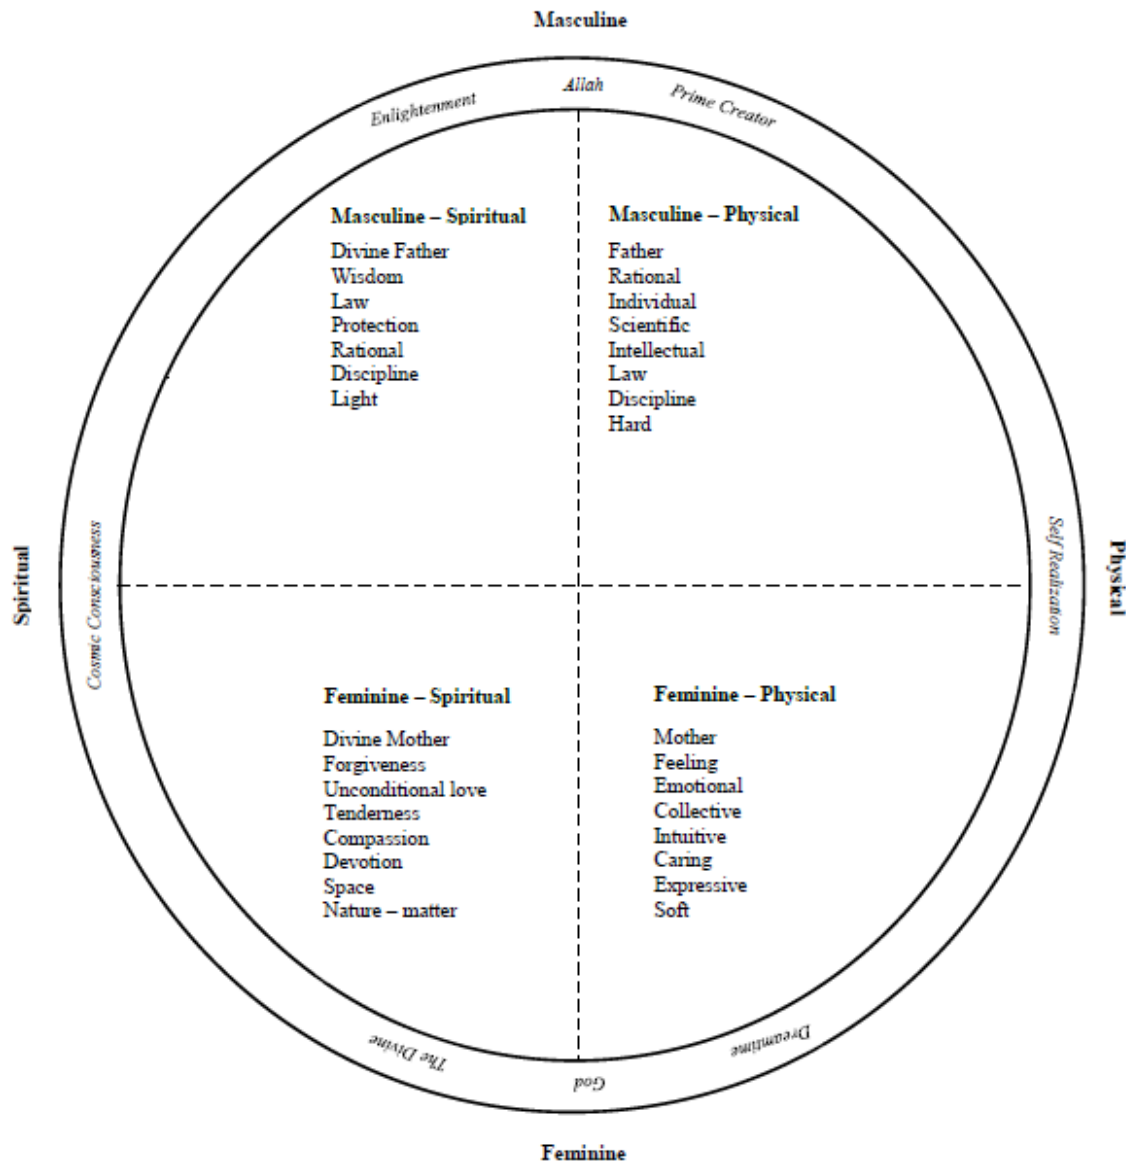 Masculine
Allah
Enlightenment
Prime Creator
Masculine – Spiritual
Divine Father
Wisdom
Law
Protection
Rational
Discipline
Light
Masculine – Physical
Father
Rational
Individual
Scientific
Intellectual
Law
Discipline
Hard
Spiritual
Cosmic Consciousness
Self Realization
Physical
Feminine – Spiritual
Divine Mother
Forgiveness
Unconditional love
Tenderness
Compassion
Devotion
Space
Nature – matter
Feminine – Physical
Mother
Feeling
Emotional
Collective
Intuitive
Caring
Expressive
Soft
The Divine
God
Dreamtime
Feminine